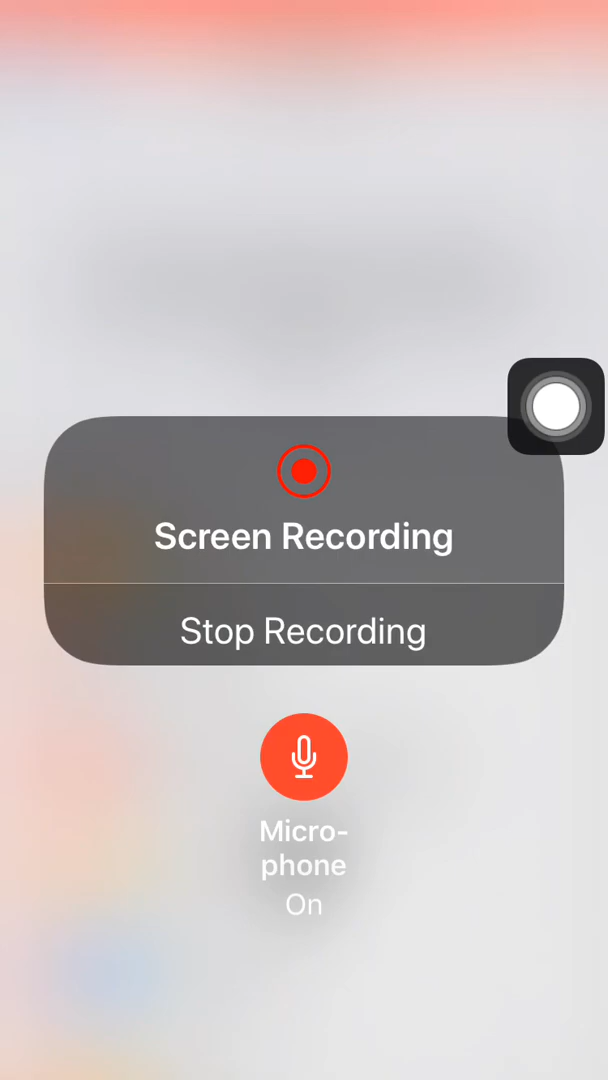 Screen Recording
Stop Recording
Micro-
phone
On